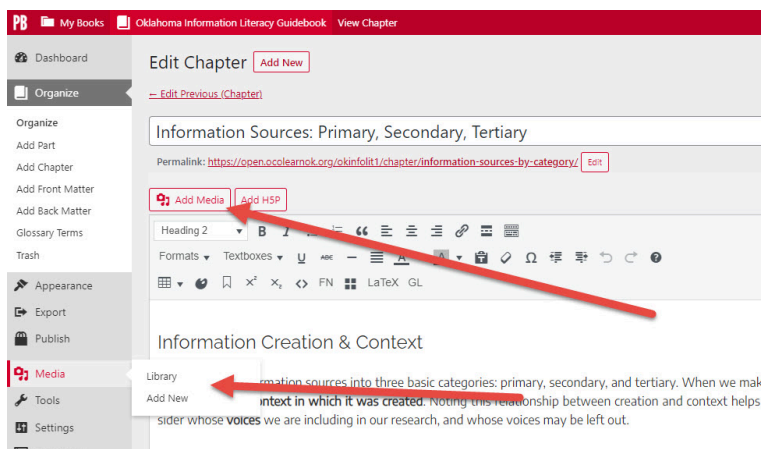 PB My Books Oklahoma Information Literacy Guidebook View Chapter
Dashboard
Organize
Organize
Add Part
Add Chapter
Add Front Matter
Add Back Matter
Glossary Terms
Trash
Appearance
Export
Publish
Media
Tools
Settings
Library
Add New
Edit Chapter Add New
← Edit Previous (Chapter)
Information Sources: Primary, Secondary, Tertiary
Permalink: https://open.ocolearnok.org/okinfolit1/chapter/information-sources-by-category/ Edit
Add Media Add H5P
Heading 2 B I
Formats Textboxes U ABC A A Ω
x² x₂ FN LaTeX GL
Information Creation & Context
information sources into three basic categories: primary, secondary, and tertiary. When we mak
context in which it was created. Noting this relationship between creation and context helps
sider whose voices we are including in our research, and whose voices may be left out.